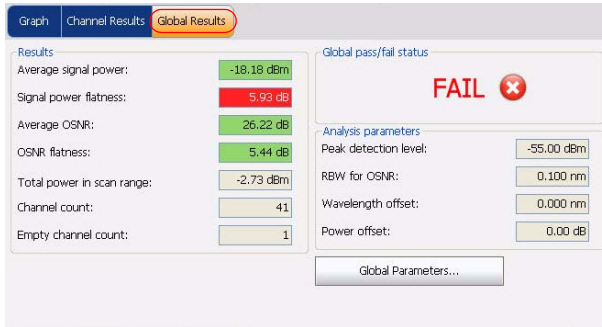 Graph Channel Results Global Results
Results
Average signal power: -18.18 dBm
Signal power flatness: 5.93 dB
Average OSNR: 26.22 dB
OSNR flatness: 5.44 dB
Total power in scan range: -2.73 dBm
Channel count: 41
Empty channel count: 1
Global pass/fail status
FAIL
Analysis parameters
Peak detection level: -55.00 dBm
RBW for OSNR: 0.100 nm
Wavelength offset: 0.000 nm
Power offset: 0.00 dB
Global Parameters...